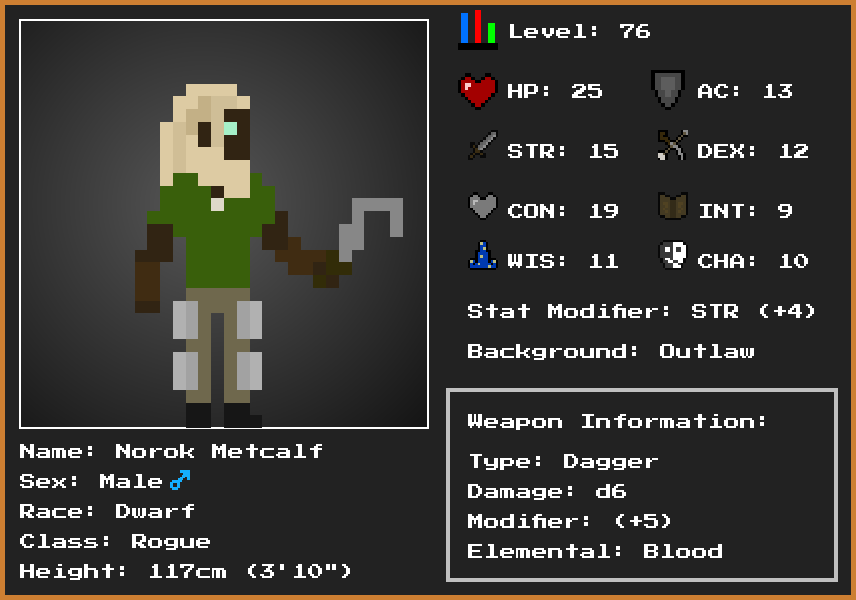 Level: 76
HP: 25 AC: 13
STR: 15 DEX: 12
CON: 19 INT: 9
WIS: 11 CHA: 10
Stat Modifier: STR (+4)
Background: Outlaw
Weapon Information:
Type: Dagger
Damage: d6
Modifier: (+5)
Elemental: Blood
Name: Norok Metcalf
Sex: Male♂
Race: Dwarf
Class: Rogue
Height: 117cm (3'10")